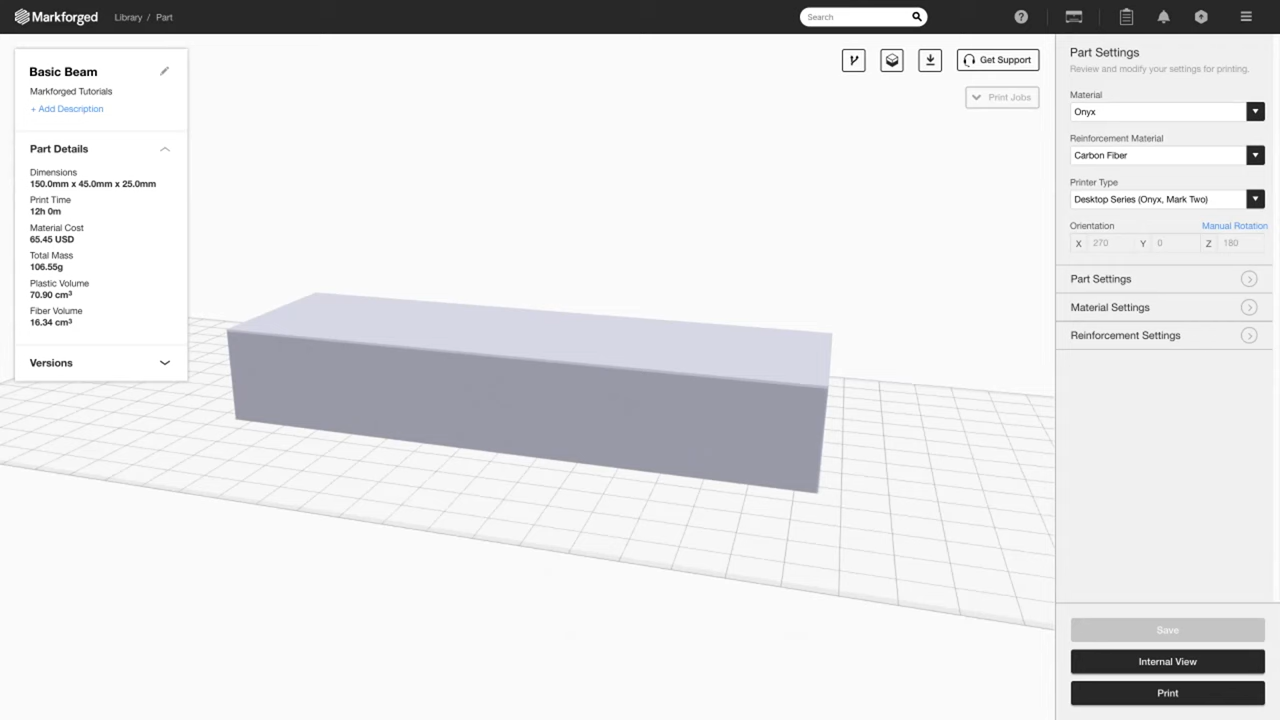 Markforged
Library / Part
Search
Basic Beam
Markforged Tutorials
+ Add Description
Part Details
Dimensions
150.0mm x 45.0mm x 25.0mm
Print Time
12h 0m
Material Cost
65.45 USD
Total Mass
106.55g
Plastic Volume
70.90 cm³
Fiber Volume
16.34 cm³
Versions
Get Support
Print Jobs
Part Settings
Review and modify your settings for printing.
Material
Onyx
Reinforcement Material
Carbon Fiber
Printer Type
Desktop Series (Onyx, Mark Two)
Orientation Manual Rotation
X 270 Y 0 Z 180
Part Settings
Material Settings
Reinforcement Settings
Save
Internal View
Print